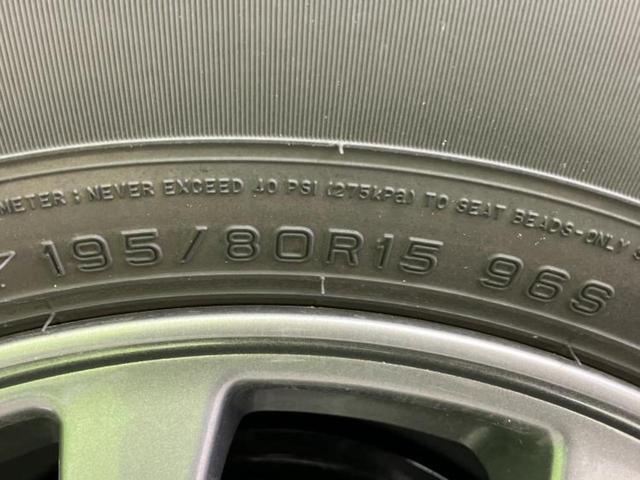 METER : NEVER EXCEED 40 PSI (275kPa) TO SEAT BEADS-ONLY
195/80R15 96S